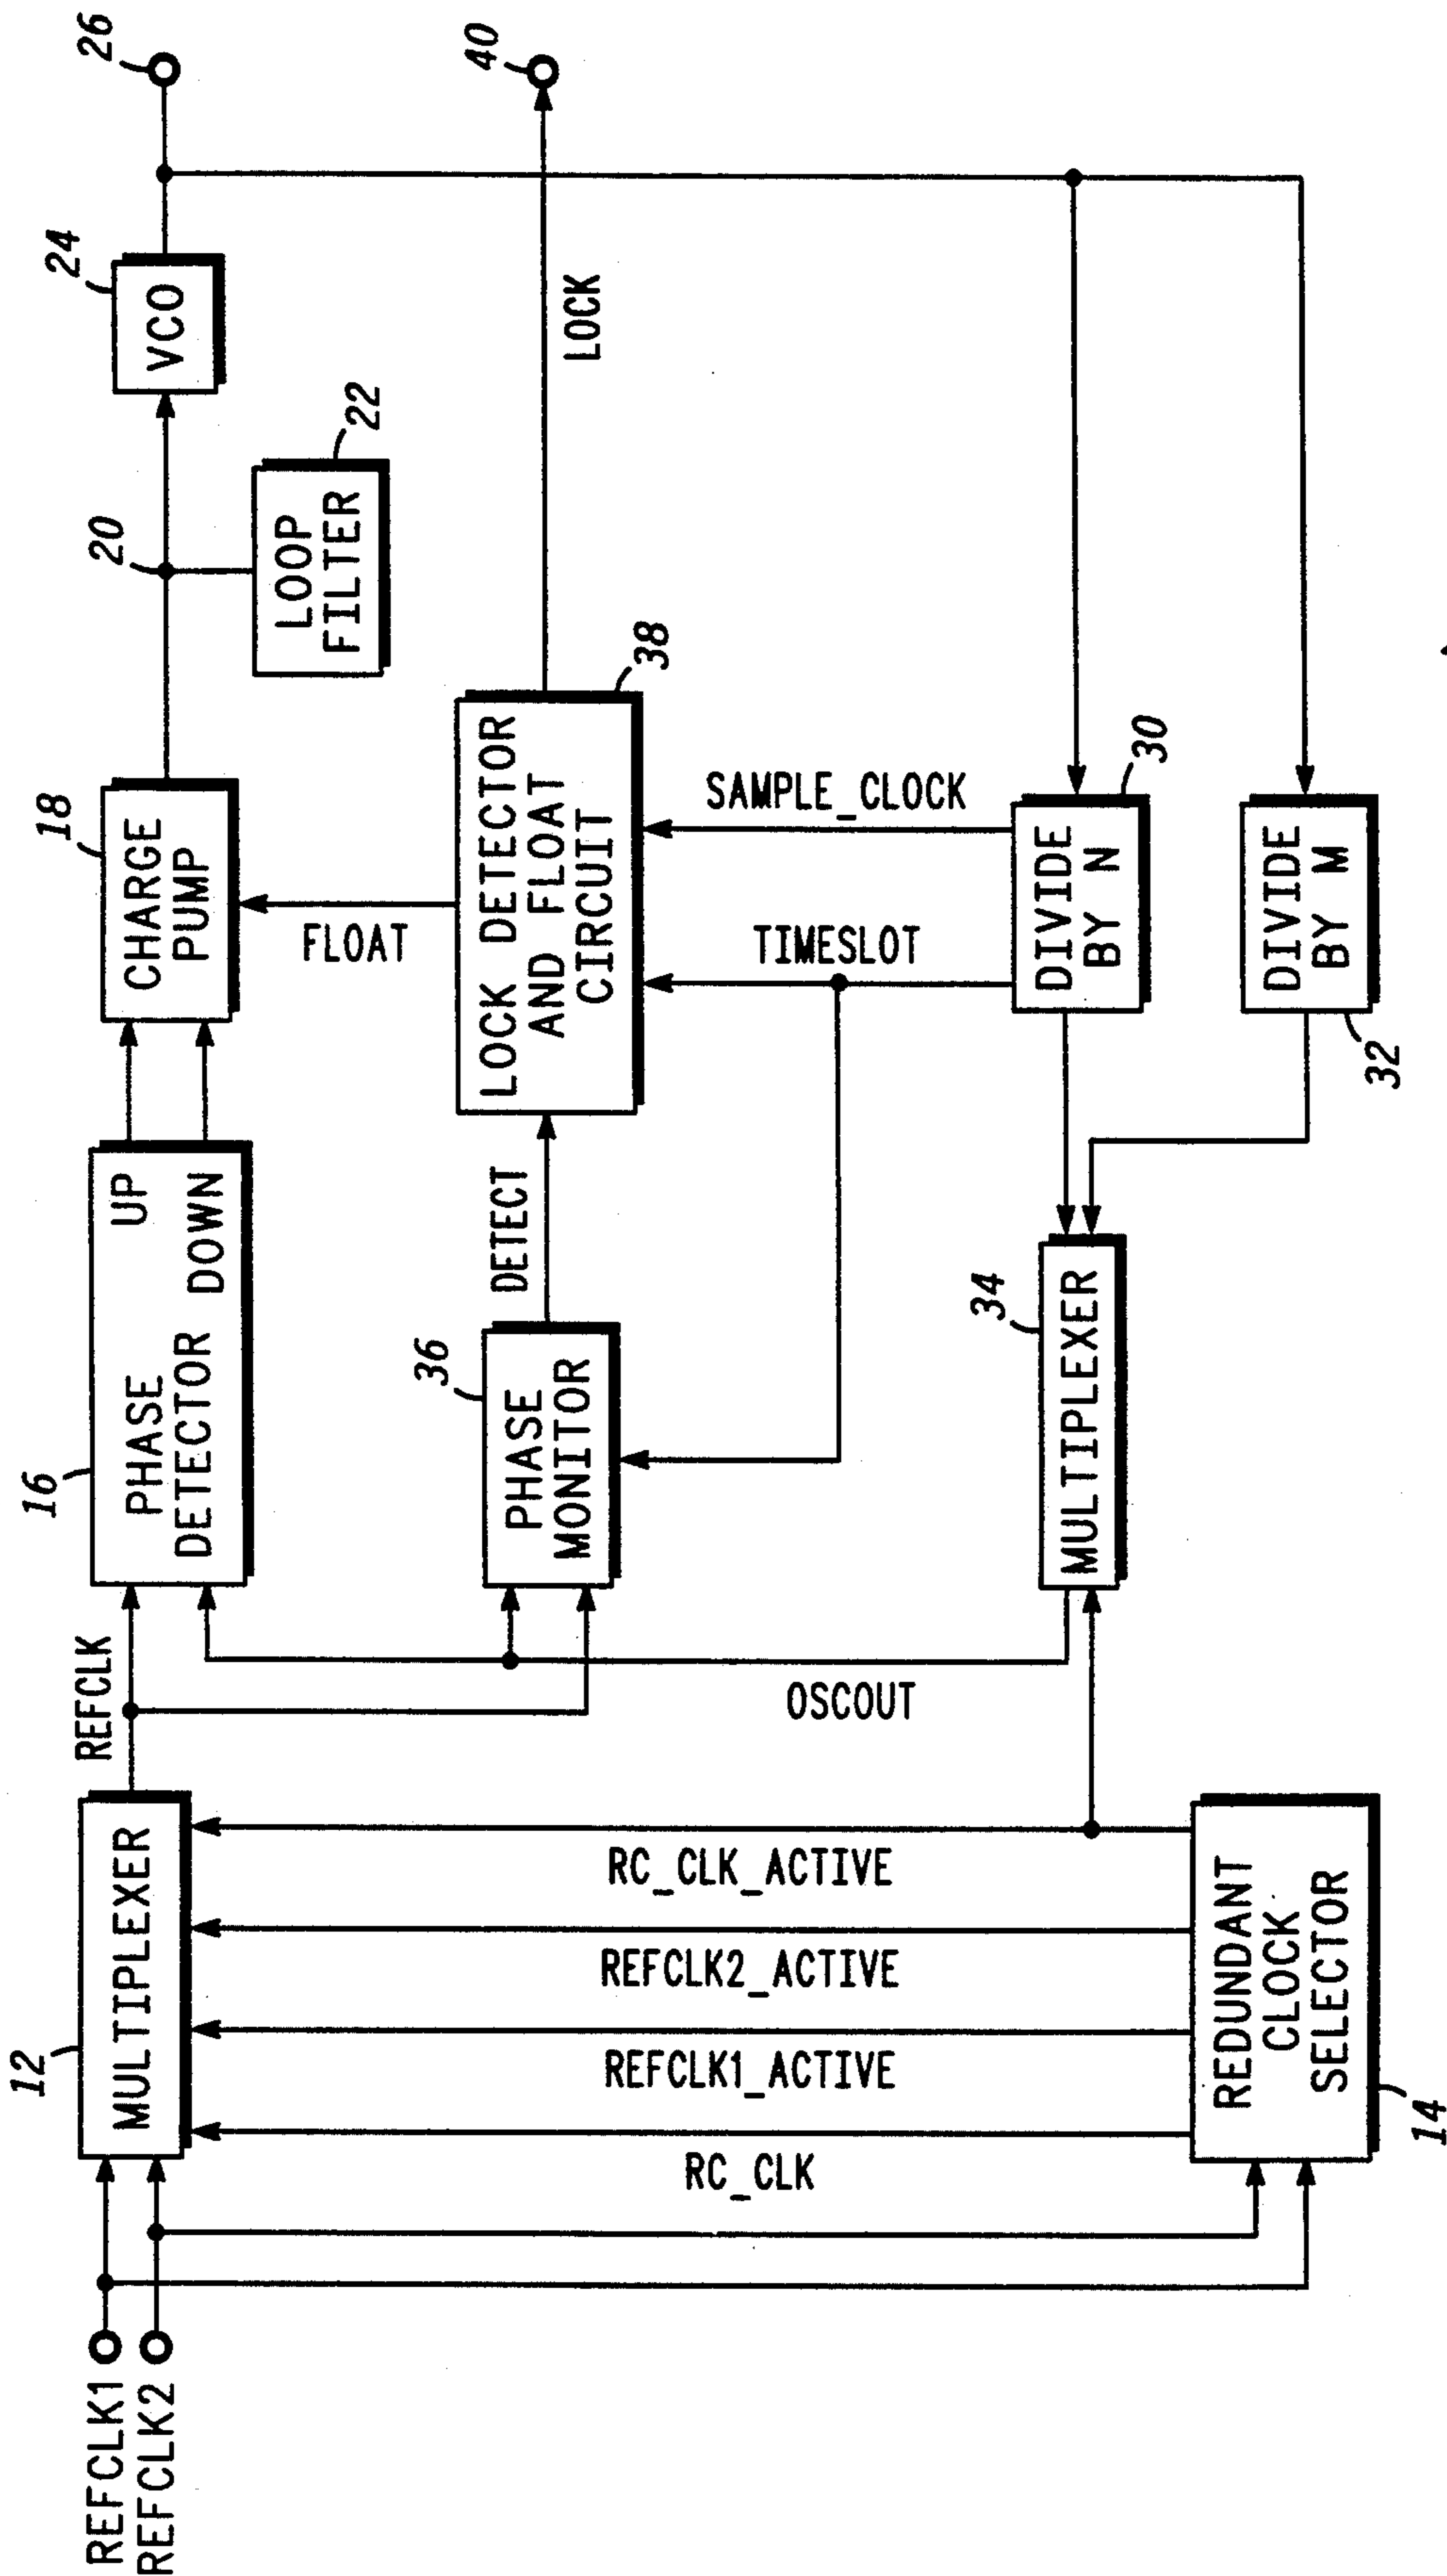 REFCLK1
REFCLK2
12
MULTIPLEXER
REFCLK
16
PHASE
DETECTOR
UP
DOWN
18
CHARGE
PUMP
20
LOOP
FILTER
22
24
VCO
26
RC_CLK
REFCLK1_ACTIVE
REFCLK2_ACTIVE
RC_CLK_ACTIVE
OSCOUT
36
PHASE
MONITOR
DETECT
FLOAT
LOCK DETECTOR
AND FLOAT
CIRCUIT
38
LOCK
40
TIMESLOT
SAMPLE_CLOCK
REDUNDANT
CLOCK
SELECTOR
14
34
MULTIPLEXER
DIVIDE
BY N
30
DIVIDE
BY M
32